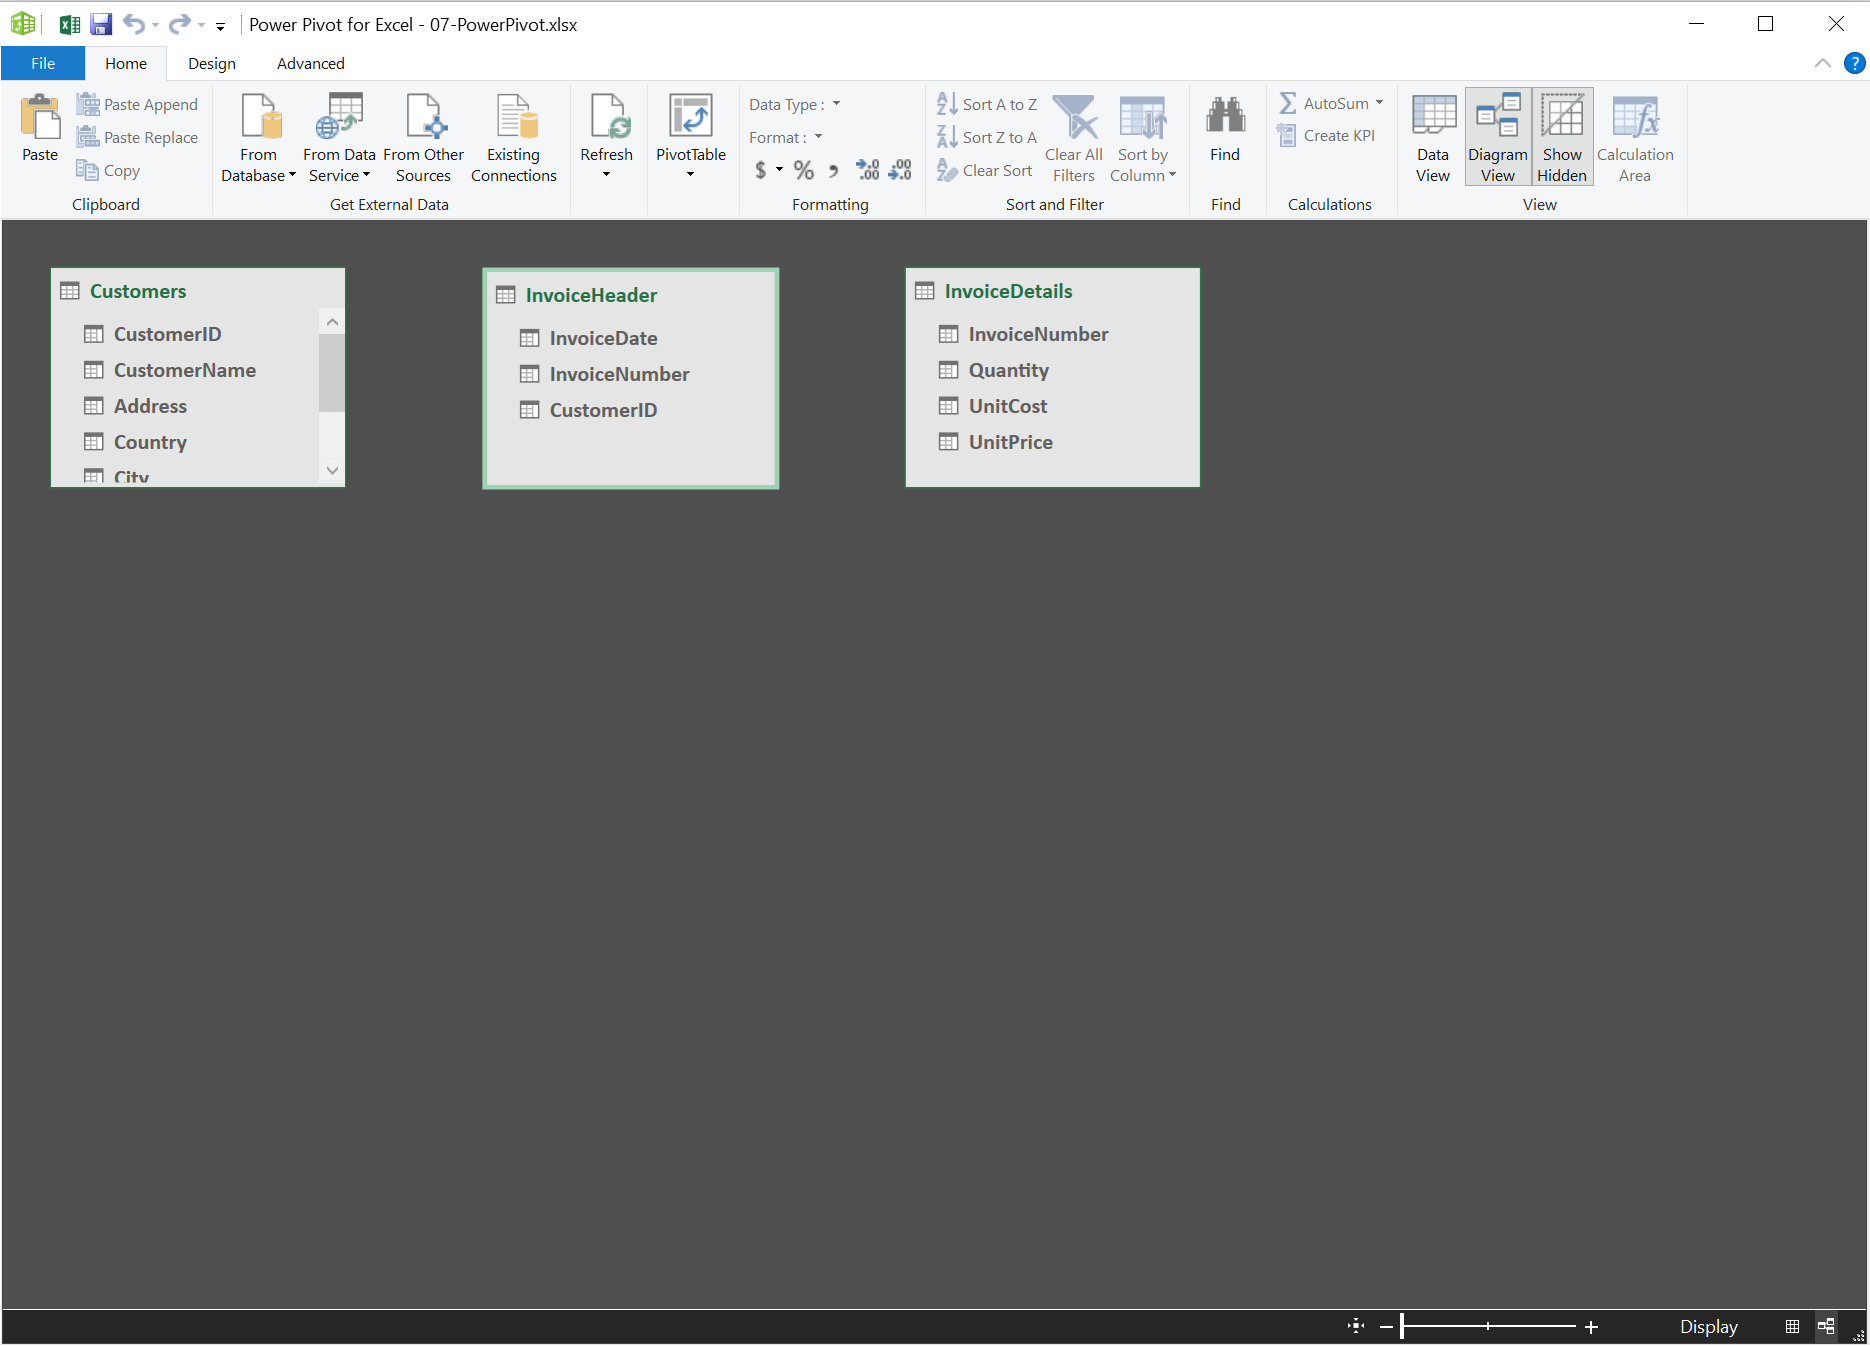 Power Pivot for Excel - 07-PowerPivot.xlsx
File Home Design Advanced
Paste
Paste Append
Paste Replace
Copy
Clipboard
From Database
From Data Service
From Other Sources
Existing Connections
Get External Data
Refresh
PivotTable
Data Type :
Format :
$ % ,
.0 .00 .00 .0
Formatting
Sort A to Z
Sort Z to A
Clear Sort
Clear All Filters
Sort by Column
Sort and Filter
Find
Find
AutoSum
Create KPI
Calculations
Data View
Diagram View
Show Hidden
Calculation Area
View
Customers
CustomerID
CustomerName
Address
Country
City
InvoiceHeader
InvoiceDate
InvoiceNumber
CustomerID
InvoiceDetails
InvoiceNumber
Quantity
UnitCost
UnitPrice
Display